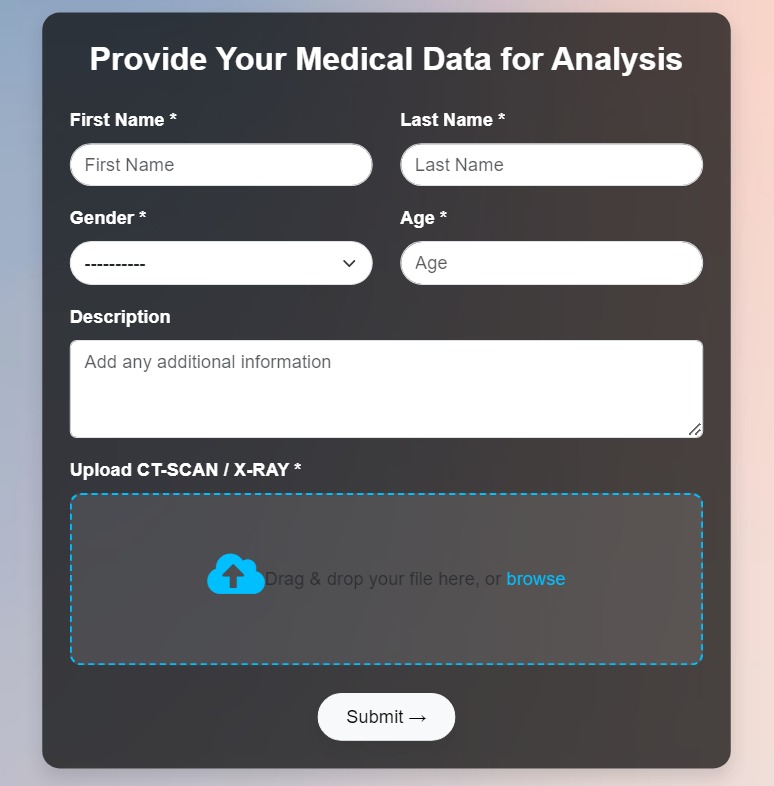 Provide Your Medical Data for Analysis
First Name * Last Name *
First Name Last Name
Gender * Age *
---------- Age
Description
Add any additional information
Upload CT-SCAN / X-RAY *
Drag & drop your file here, or browse
Submit →